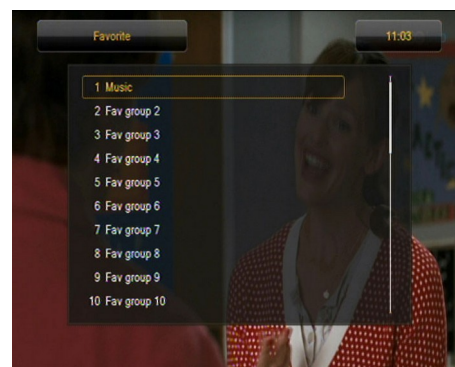 Favorite
11:03
1 Music
2 Fav group 2
3 Fav group 3
4 Fav group 4
5 Fav group 5
6 Fav group 6
7 Fav group 7
8 Fav group 8
9 Fav group 9
10 Fav group 10